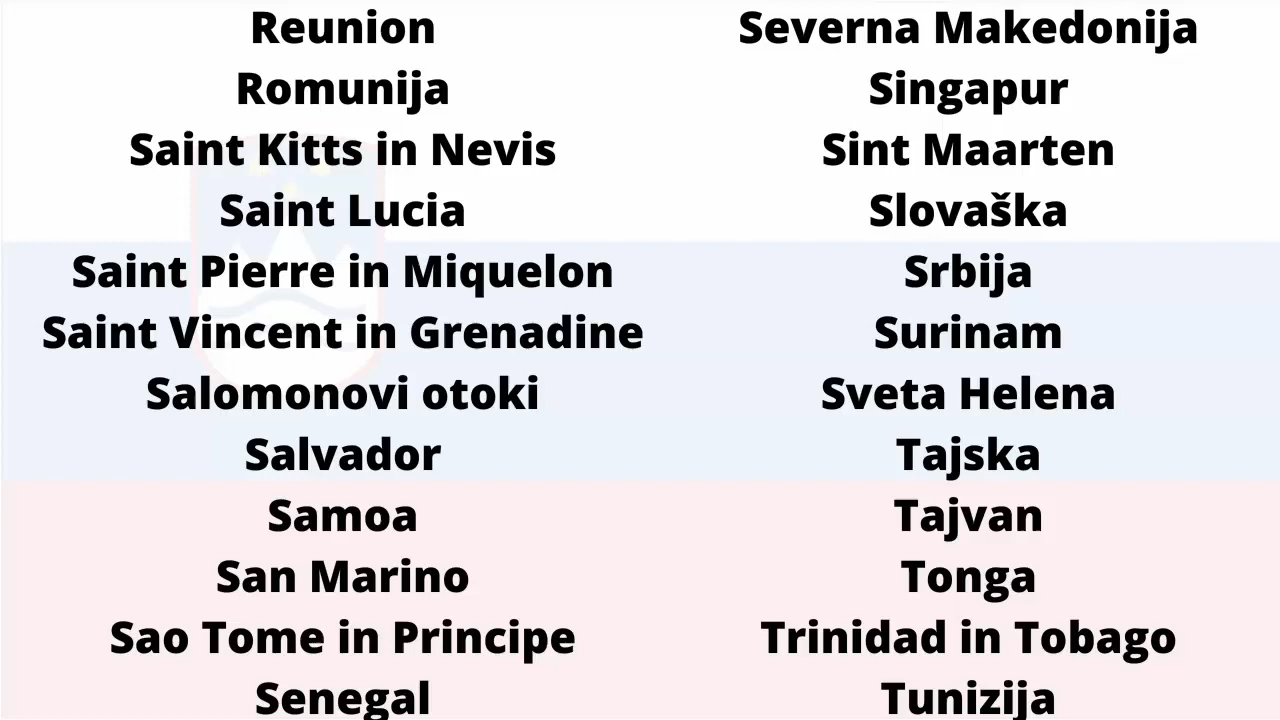 Reunion
Romunija
Saint Kitts in Nevis
Saint Lucia
Saint Pierre in Miquelon
Saint Vincent in Grenadine
Salomonovi otoki
Salvador
Samoa
San Marino
Sao Tome in Principe
Senegal
Severna Makedonija
Singapur
Sint Maarten
Slovaška
Srbija
Surinam
Sveta Helena
Tajska
Tajvan
Tonga
Trinidad in Tobago
Tunizija